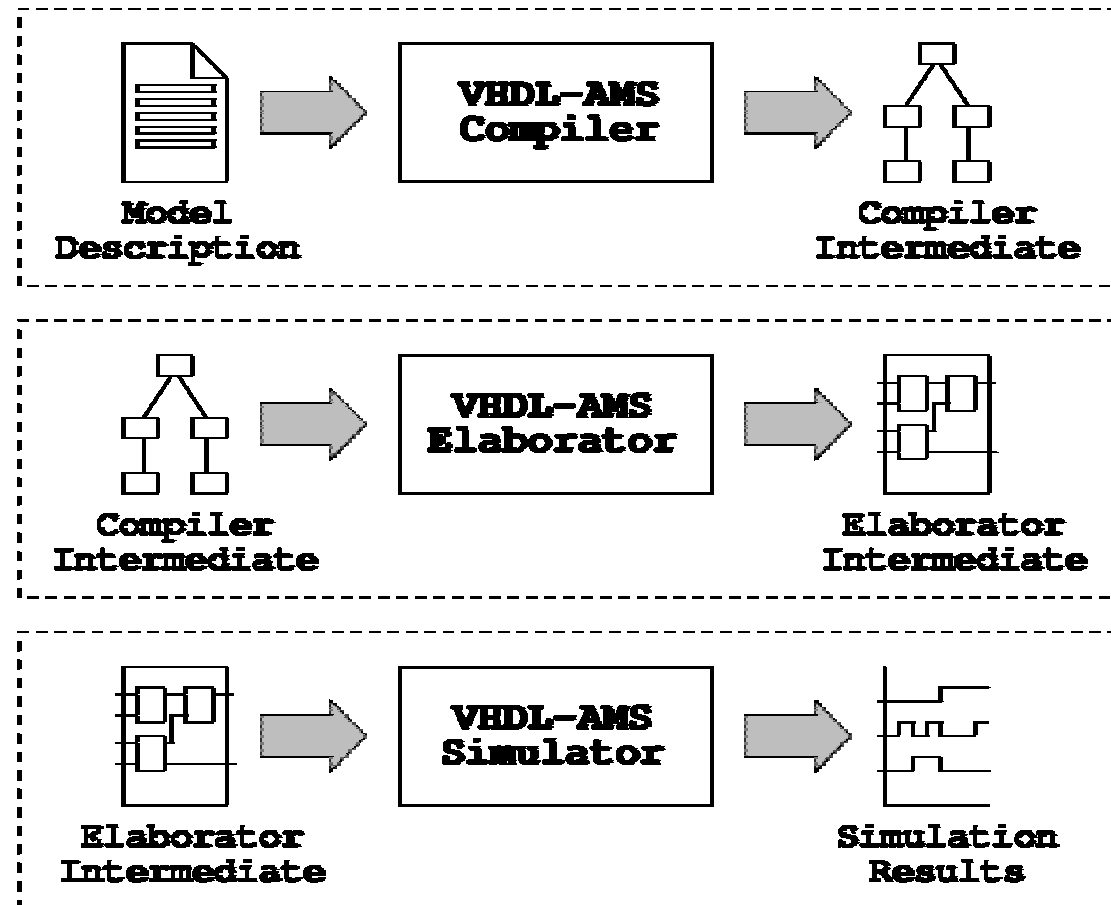 VHDL-AMS
Compiler
Model
Description
Compiler
Intermediate
VHDL-AMS
Elaborator
Compiler
Intermediate
Elaborator
Intermediate
VHDL-AMS
Simulator
Elaborator
Intermediate
Simulation
Results